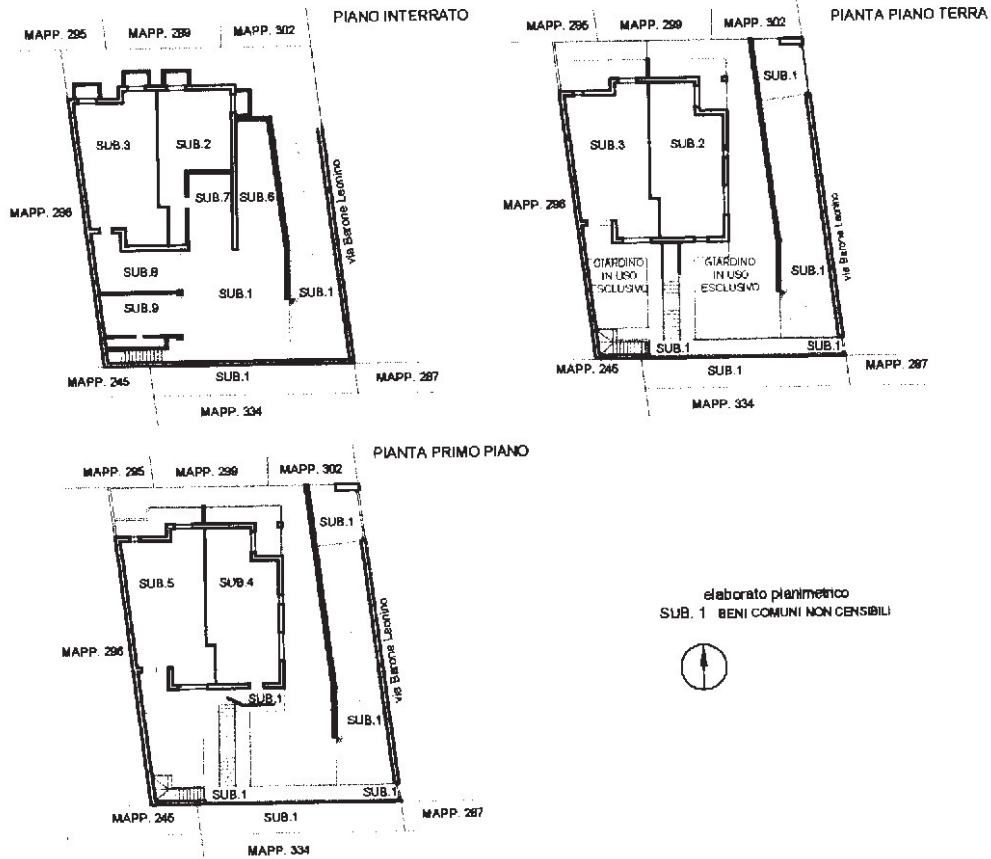 PIANO INTERRATO
MAPP. 295
MAPP. 299
MAPP. 302
SUB.3
SUB.2
SUB.7
SUB.6
MAPP. 296
via Barone Leonino
SUB.8
SUB.1
SUB.1
SUB.9
MAPP. 245
SUB.1
MAPP. 287
MAPP. 334
PIANTA PIANO TERRA
MAPP. 295
MAPP. 299
MAPP. 302
SUB.1
SUB.3
SUB.2
MAPP. 296
via Barone Leonino
GIARDINO
IN USO
ESCLUSIVO
GIARDINO
IN USO
ESCLUSIVO
SUB.1
SUB.1
SUB.1
MAPP. 245
SUB.1
MAPP. 287
MAPP. 334
PIANTA PRIMO PIANO
MAPP. 295
MAPP. 299
MAPP. 302
SUB.1
SUB.5
SUB.4
MAPP. 296
via Barone Leonino
SUB.1
SUB.1
SUB.1
SUB.1
MAPP. 245
SUB.1
MAPP. 287
MAPP. 334
elaborato planimetrico
SUB. 1 BENI COMUNI NON CENSIBILI